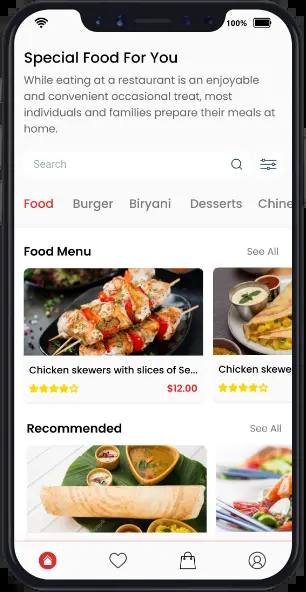 100%
Special Food For You
While eating at a restaurant is an enjoyable
and convenient occasional treat, most
individuals and families prepare their meals at
home.
Search
Food Burger Biryani Desserts Chine
Food Menu See All
Chicken skewers with slices of Se... Chicken skewe
$12.00
Recommended See All